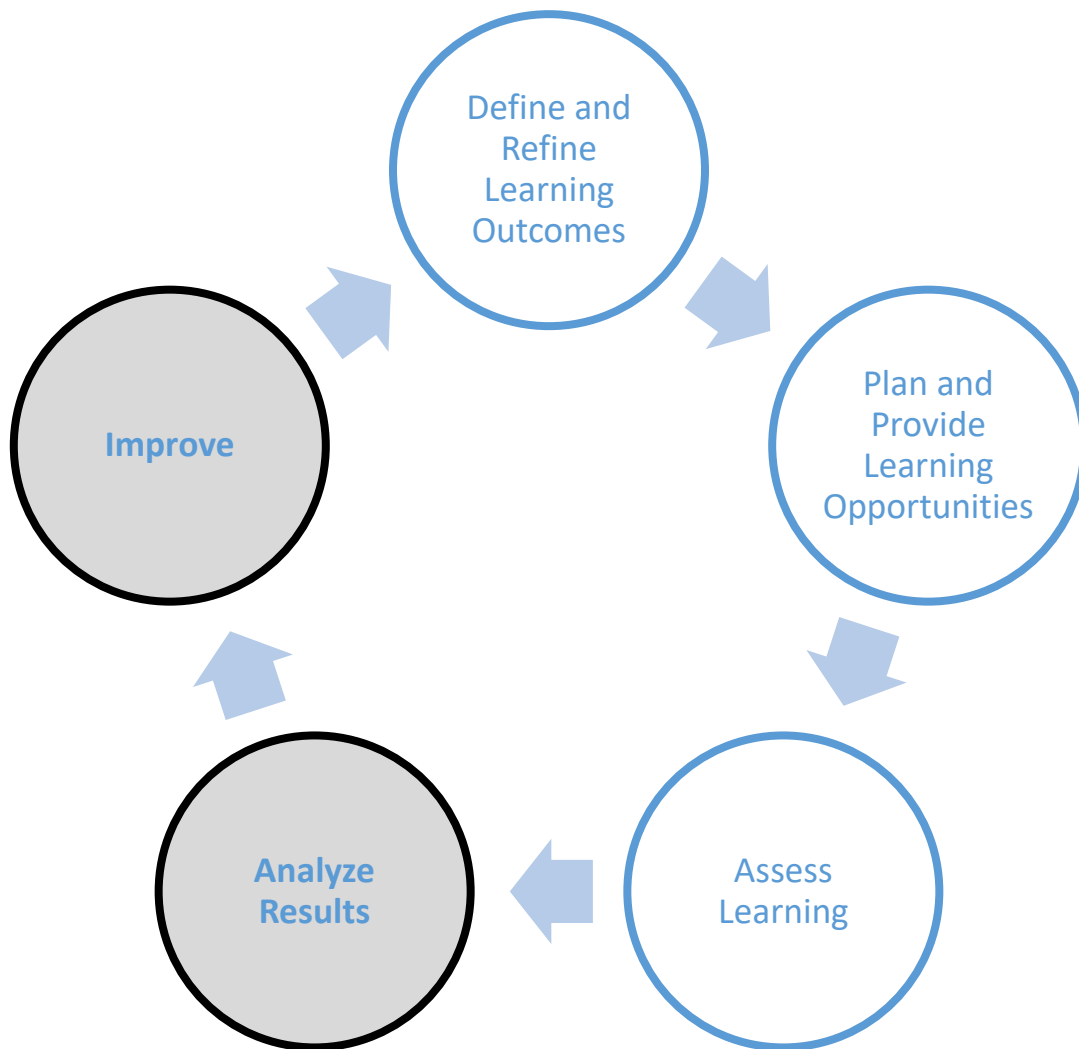 Define and
Refine
Learning
Outcomes
Plan and
Provide
Learning
Opportunities
Assess
Learning
Analyze
Results
Improve